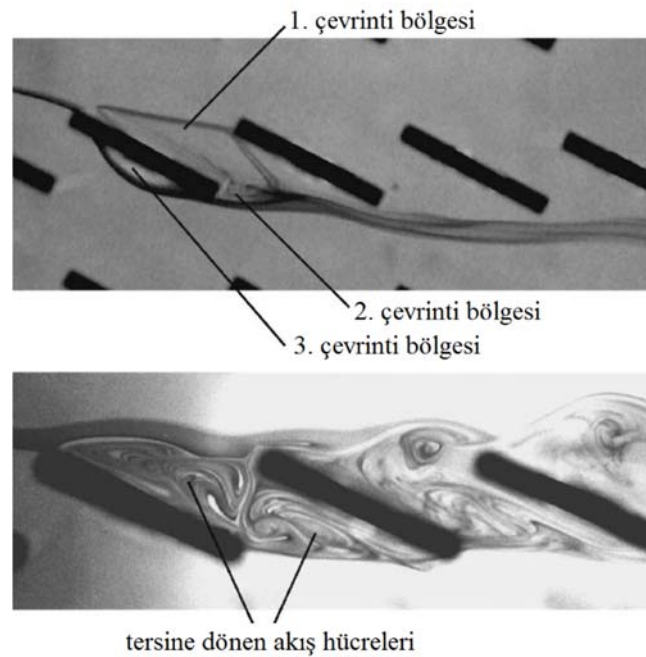 1. çevrinti bölgesi
2. çevrinti bölgesi
3. çevrinti bölgesi
tersine dönen akış hücreleri